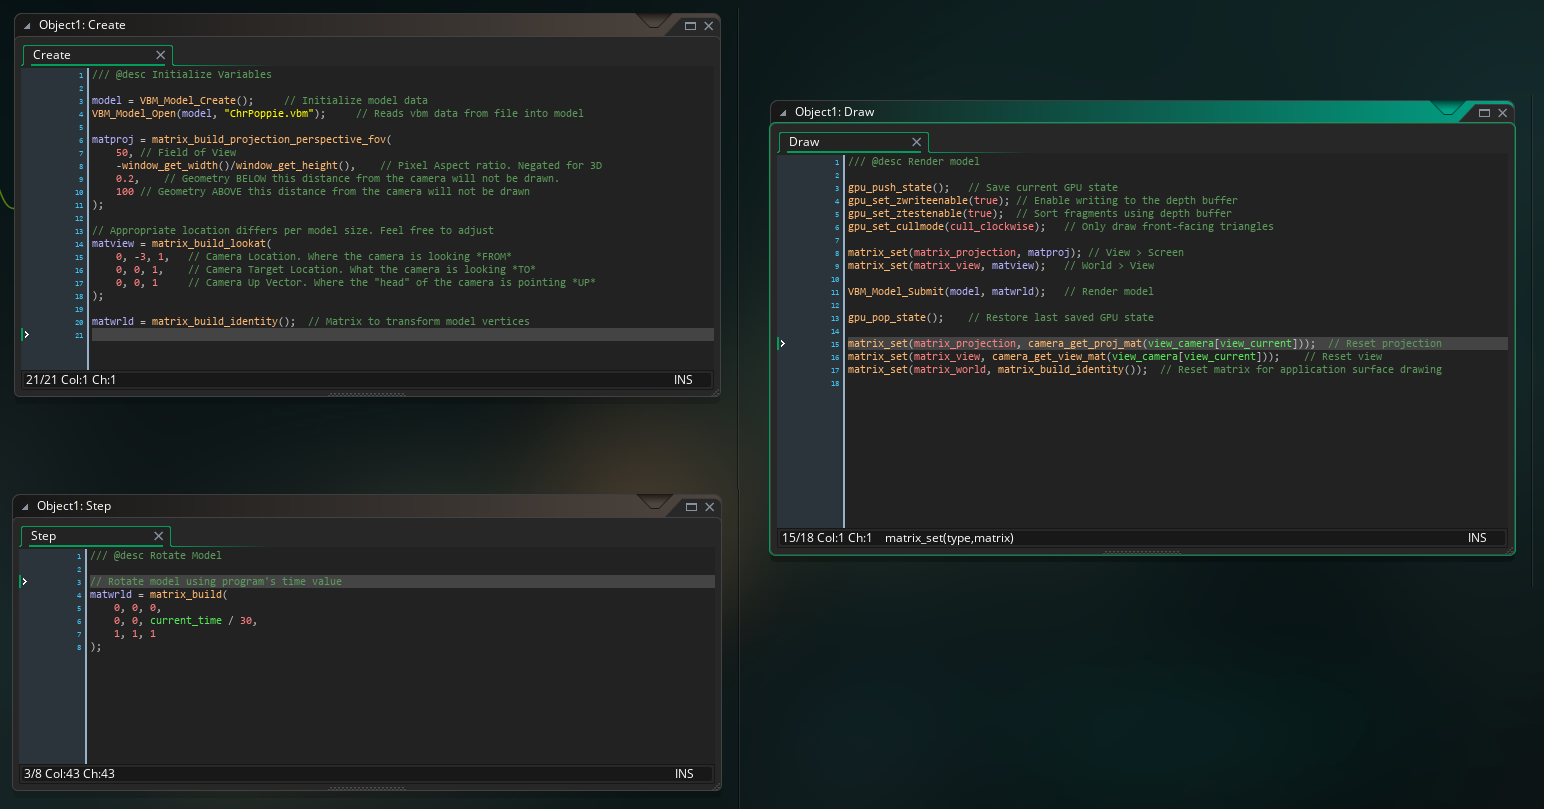 Object1: Create
Create
1 /// @desc Initialize Variables
2
3 model = VBM_Model_Create();     // Initialize model data
4 VBM_Model_Open(model, "ChrPoppie.vbm");     // Reads vbm data from file into model
5
6 matproj = matrix_build_projection_perspective_fov(
7     50, // Field of View
8     -window_get_width()/window_get_height(),    // Pixel Aspect ratio. Negated for 3D
9     0.2,    // Geometry BELOW this distance from the camera will not be drawn.
10     100 // Geometry ABOVE this distance from the camera will not be drawn
11 );
12
13 // Appropriate location differs per model size. Feel free to adjust
14 matview = matrix_build_lookat(
15     0, -3, 1,   // Camera Location. Where the camera is looking *FROM*
16     0, 0, 1,    // Camera Target Location. What the camera is looking *TO*
17     0, 0, 1     // Camera Up Vector. Where the "head" of the camera is pointing *UP*
18 );
19
20 matwrld = matrix_build_identity();  // Matrix to transform model vertices
21
21/21 Col:1 Ch:1
INS
Object1: Step
Step
1 /// @desc Rotate Model
2
3 // Rotate model using program's time value
4 matwrld = matrix_build(
5     0, 0, 0,
6     0, 0, current_time / 30,
7     1, 1, 1
8 );
3/8 Col:43 Ch:43
INS
Object1: Draw
Draw
1 /// @desc Render model
2
3 gpu_push_state();   // Save current GPU state
4 gpu_set_zwriteenable(true); // Enable writing to the depth buffer
5 gpu_set_ztestenable(true);  // Sort fragments using depth buffer
6 gpu_set_cullmode(cull_clockwise);   // Only draw front-facing triangles
7
8 matrix_set(matrix_projection, matproj); // View > Screen
9 matrix_set(matrix_view, matview);   // World > View
10
11 VBM_Model_Submit(model, matwrld);   // Render model
12
13 gpu_pop_state();    // Restore last saved GPU state
14
15 matrix_set(matrix_projection, camera_get_proj_mat(view_camera[view_current]));  // Reset projection
16 matrix_set(matrix_view, camera_get_view_mat(view_camera[view_current]));    // Reset view
17 matrix_set(matrix_world, matrix_build_identity());  // Reset matrix for application surface drawing
18
15/18 Col:1 Ch:1
matrix_set(type,matrix)
INS